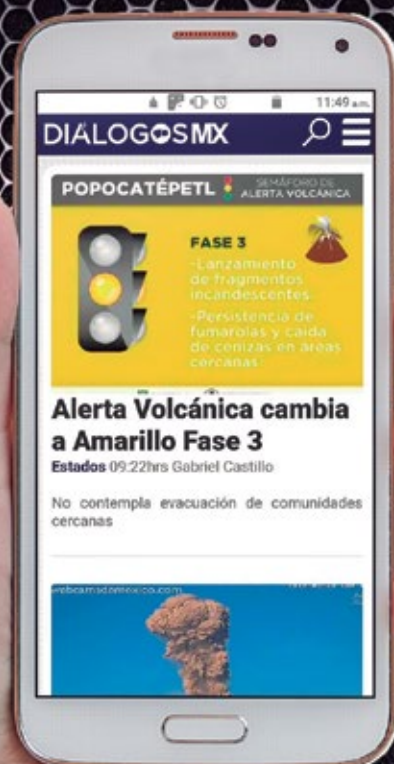 11:49 a.m.
DIÁLOGOSMX
POPOCATÉPETL
SEMÁFORO DE
ALERTA VOLCÁNICA
FASE 3
-Lanzamiento
de fragmentos
incandescentes
-Persistencia de
fumarolas y caída
de cenizas en áreas
cercanas
Alerta Volcánica cambia
a Amarillo Fase 3
Estados 09:22hrs Gabriel Castillo
No contempla evacuación de comunidades
cercanas
webcamsdemexico.com